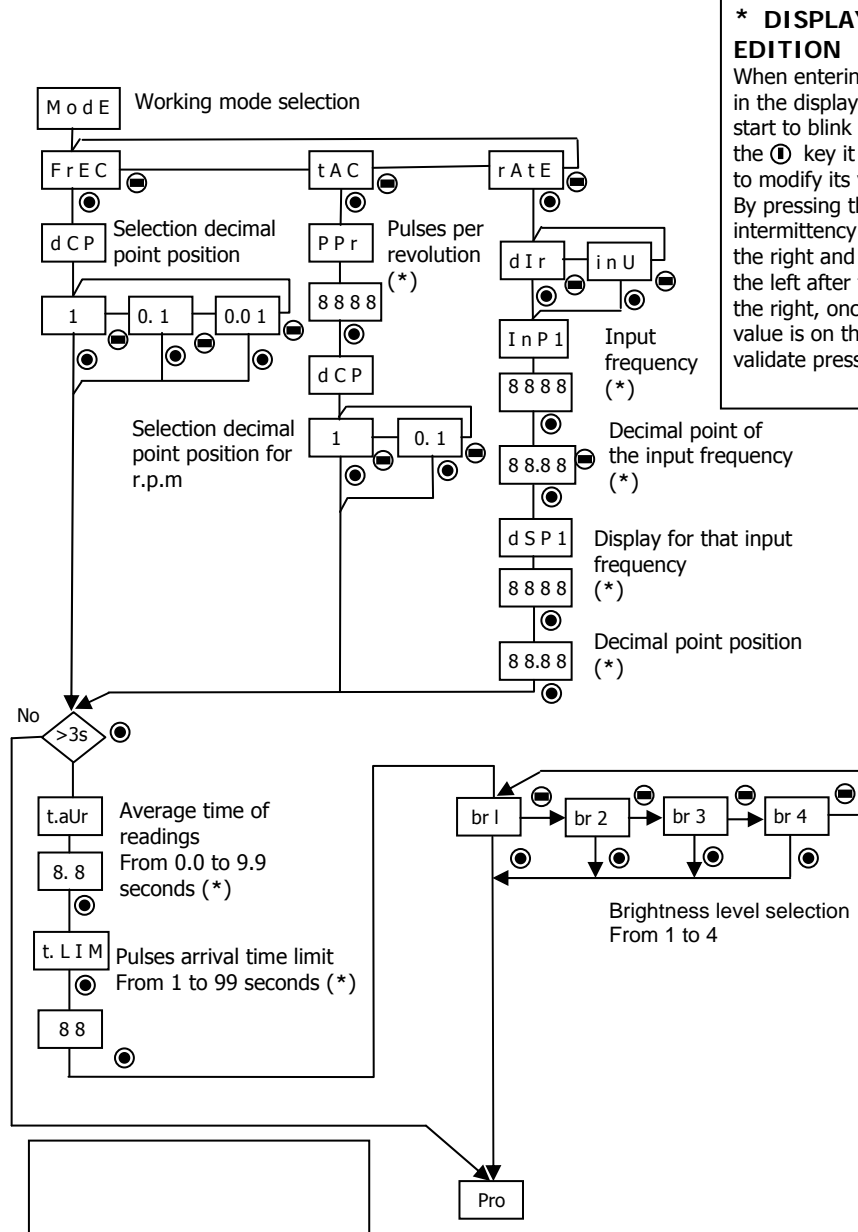 * DISPLAY
EDITION
When entering
in the display
start to blink
the key it
to modify its
By pressing th
intermittency
the right and
the left after
the right, onc
value is on th
validate press
M o d E
Working mode selection
F r E C
t A C
r A t E
d C P
Selection decimal
point position
1
0. 1
0.0 1
P P r
Pulses per
revolution
(*)
8 8 8 8
d C P
Selection decimal
point position for
r.p.m
1
0. 1
d I r
i n U
I n P 1
Input
frequency
(*)
8 8 8 8
8 8.8 8
Decimal point of
the input frequency
(*)
d S P 1
Display for that input
frequency
(*)
8 8 8 8
8 8.8 8
Decimal point position
(*)
No
>3s
t.aUr
Average time of
readings
From 0.0 to 9.9
seconds (*)
8. 8
t. L I M
Pulses arrival time limit
From 1 to 99 seconds (*)
8 8
br I
br 2
br 3
br 4
Brightness level selection
From 1 to 4
Pro